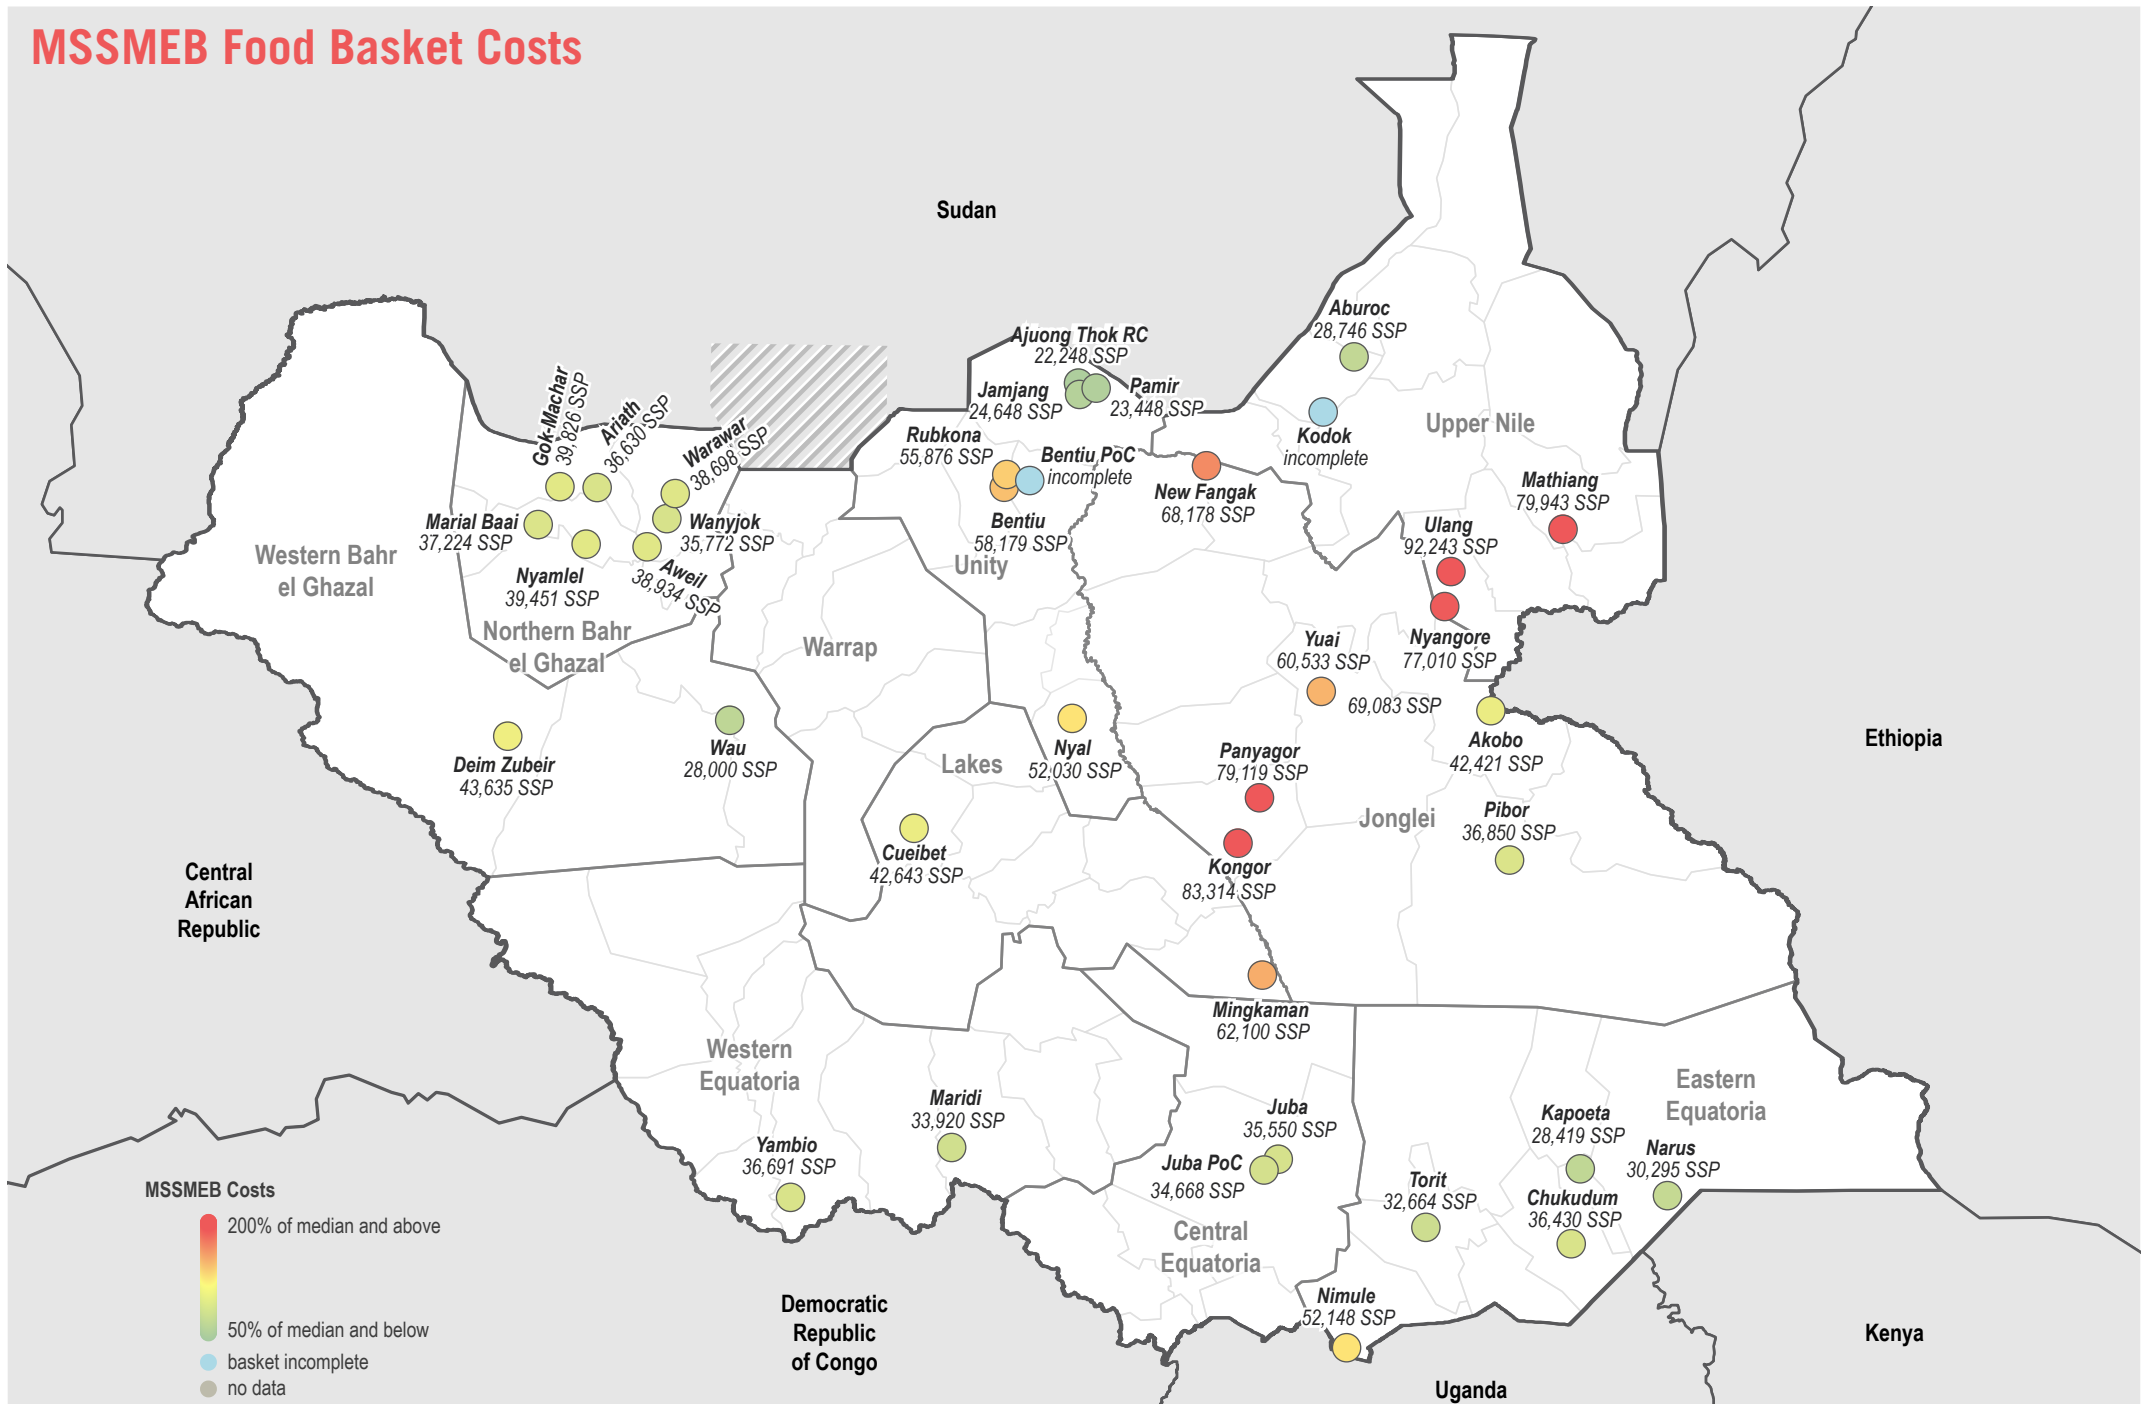 MSSMEB Food Basket Costs
Sudan
Aburoc
28,746 SSP
Ajuong Thok RC
22,248 SSP
Jamjang
24,648 SSP
Pamir
23,448 SSP
Gok-Machar
39,826 SSP
Ariath
36,630 SSP
Warawar
38,698 SSP
Rubkona
55,876 SSP
Bentiu PoC
incomplete
Kodok
incomplete
Upper Nile
New Fangak
68,178 SSP
Mathiang
79,943 SSP
Marial Baai
37,224 SSP
Wanyjok
35,772 SSP
Bentiu
58,179 SSP
Ulang
92,243 SSP
Western Bahr
el Ghazal
Unity
Nyamlel
39,451 SSP
Aweil
38,934 SSP
Northern Bahr
el Ghazal
Warrap
Yuai
60,533 SSP
Nyangore
77,010 SSP
69,083 SSP
Akobo
42,421 SSP
Ethiopia
Deim Zubeir
43,635 SSP
Wau
28,000 SSP
Lakes
Nyal
52,030 SSP
Panyagor
79,119 SSP
Jonglei
Pibor
36,850 SSP
Cueibet
42,643 SSP
Kongor
83,314 SSP
Central
African
Republic
Mingkaman
62,100 SSP
Western
Equatoria
Eastern
Equatoria
Maridi
33,920 SSP
Juba
35,550 SSP
Kapoeta
28,419 SSP
Yambio
36,691 SSP
Juba PoC
34,668 SSP
Narus
30,295 SSP
Torit
32,664 SSP
Chukudum
36,430 SSP
Central
Equatoria
Nimule
52,148 SSP
Democratic
Republic
of Congo
Kenya
Uganda
MSSMEB Costs
200% of median and above
50% of median and below
basket incomplete
no data